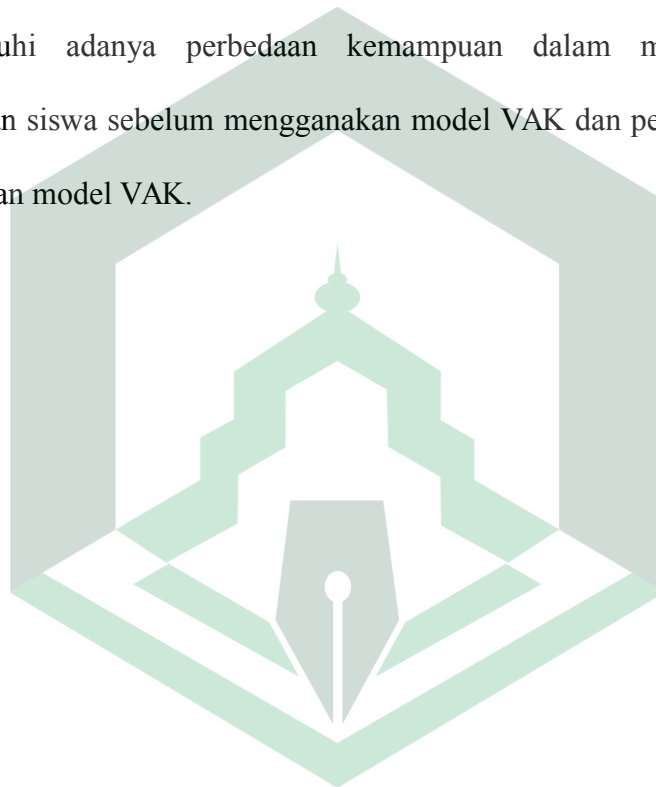 uhi adanya perbedaan kemampuan dalam m
n siswa sebelum mengganakan model VAK dan pe
an model VAK.